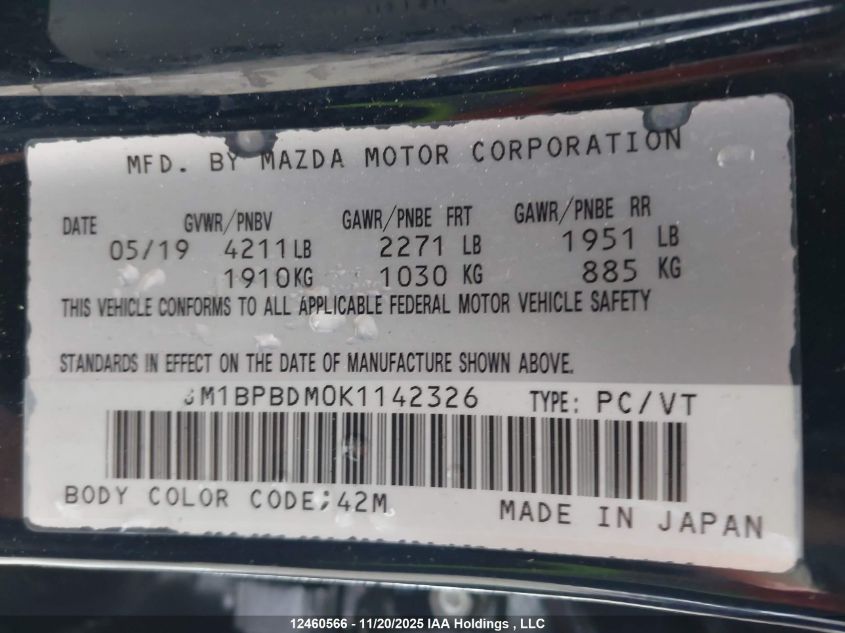 MFD. BY MAZDA MOTOR CORPORATION
DATE GVWR/PNBV GAWR/PNBE FRT GAWR/PNBE RR
05/19 4211LB 2271 LB 1951 LB
1910KG 1030 KG 885 KG
THIS VEHICLE CONFORMS TO ALL APPLICABLE FEDERAL MOTOR VEHICLE SAFETY
STANDARDS IN EFFECT ON THE DATE OF MANUFACTURE SHOWN ABOVE.
JM1BPBDM0K1142326 TYPE: PC/VT
BODY COLOR CODE;42M MADE IN JAPAN
12460566 - 11/20/2025 IAA Holdings , LLC